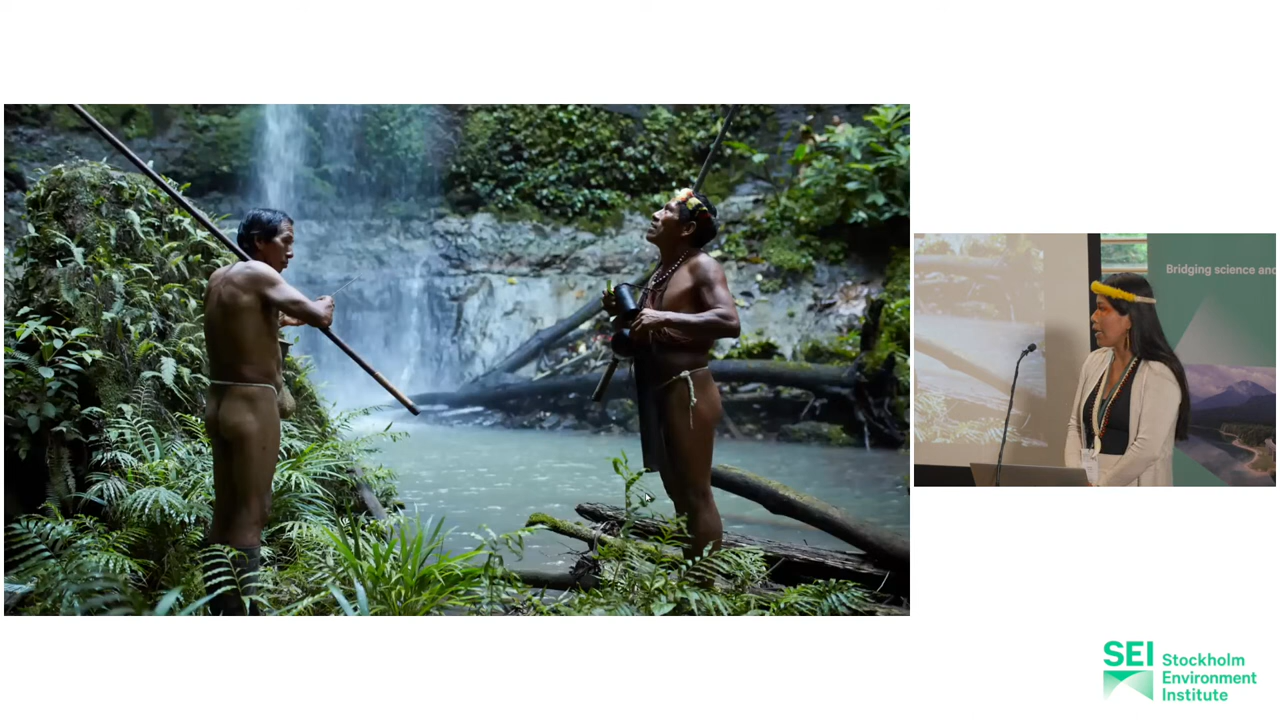 Bridging science and
SEI Stockholm
Environment
Institute